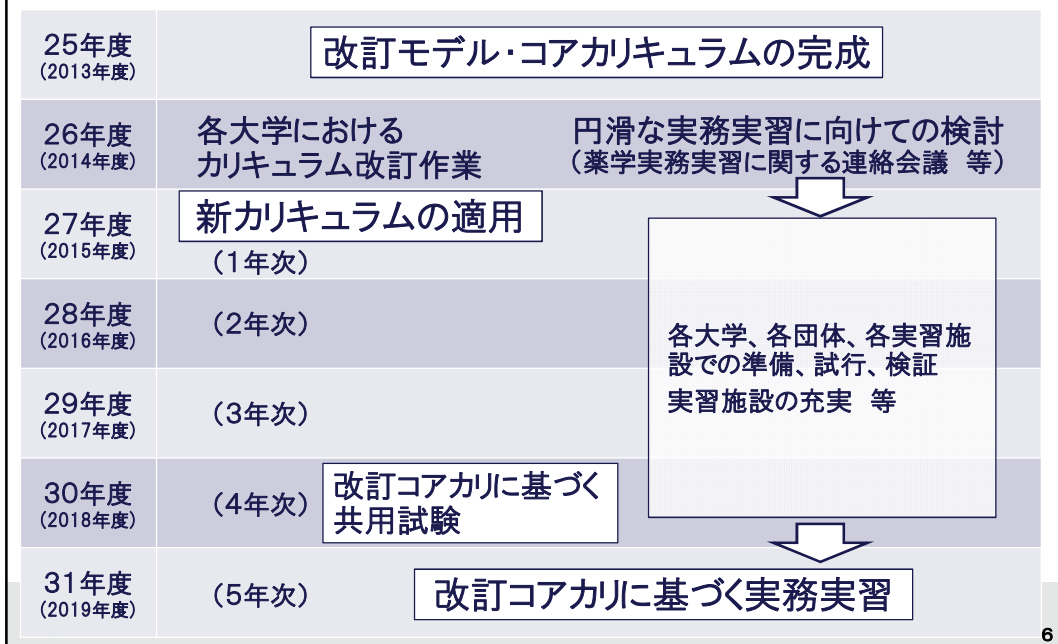 25年度
(2013年度)
改訂モデル・コアカリキュラムの完成
26年度
(2014年度)
各大学における
カリキュラム改訂作業
円滑な実務実習に向けての検討
(薬学実務実習に関する連絡会議 等)
27年度
(2015年度)
新カリキュラムの適用
(1年次)
28年度
(2016年度)
(2年次)
各大学、各団体、各実習施
設での準備、試行、検証
実習施設の充実 等
29年度
(2017年度)
(3年次)
30年度
(2018年度)
(4年次)
改訂コアカリに基づく
共用試験
31年度
(2019年度)
(5年次)
改訂コアカリに基づく実務実習
6